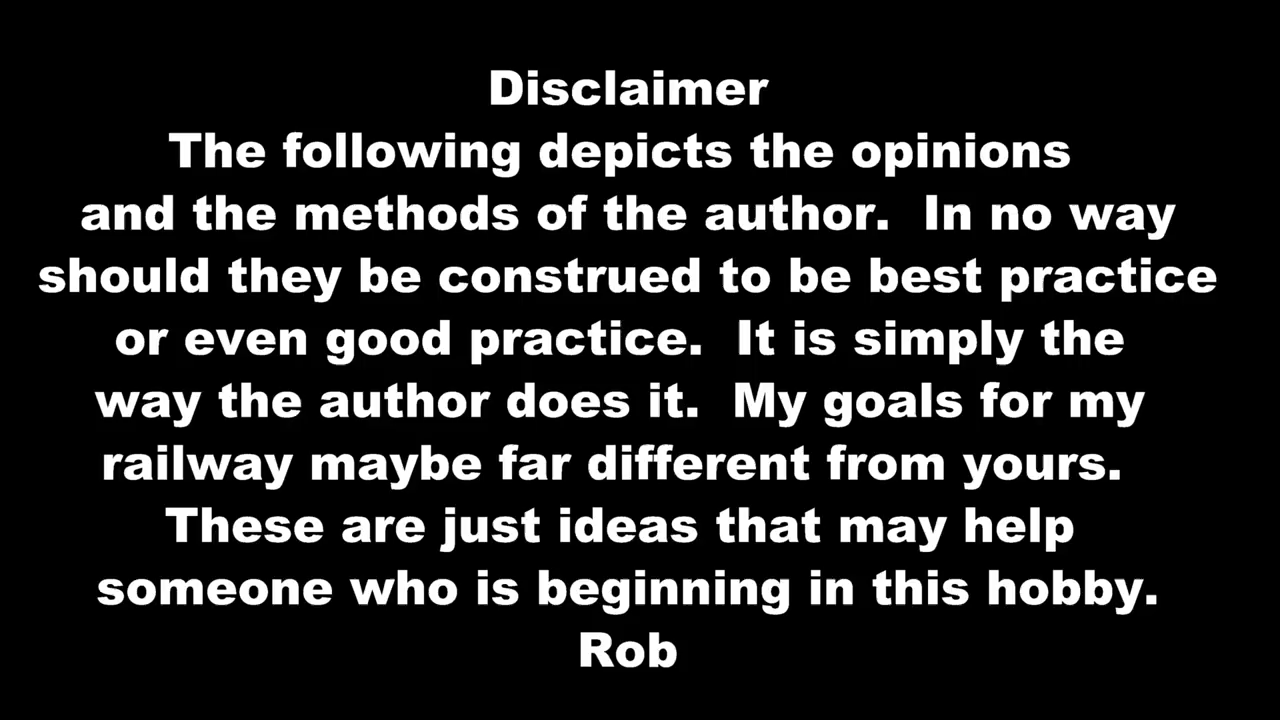 Disclaimer
The following depicts the opinions
and the methods of the author.  In no way
should they be construed to be best practice
or even good practice.  It is simply the
way the author does it.  My goals for my
railway maybe far different from yours.
These are just ideas that may help
someone who is beginning in this hobby.
Rob